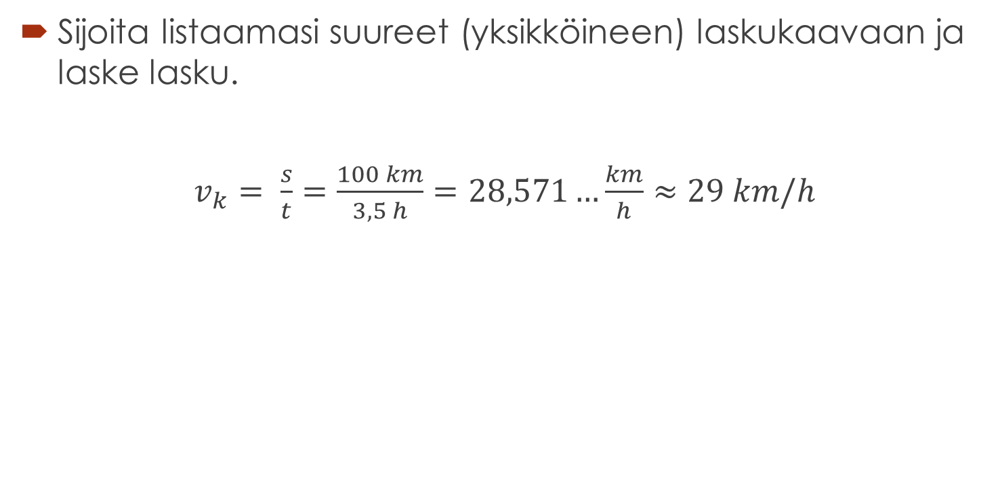 Sijoita listaamasi suureet (yksikköineen) laskukaavaan ja
laske lasku.
v_k = s/t = 100 km/3,5 h = 28,571 … km/h ≈ 29 km/h